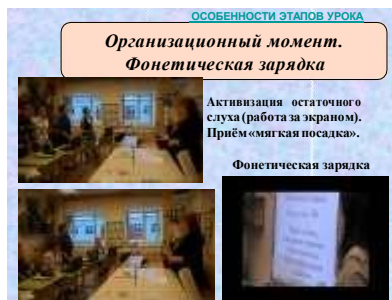 ОСОБЕННОСТИ ЭТАПОВ УРОКА
Организационный момент.
Фонетическая зарядка
Активизация остаточного
слуха (работа за экраном).
Приём «мягкая посадка».
Фонетическая зарядка